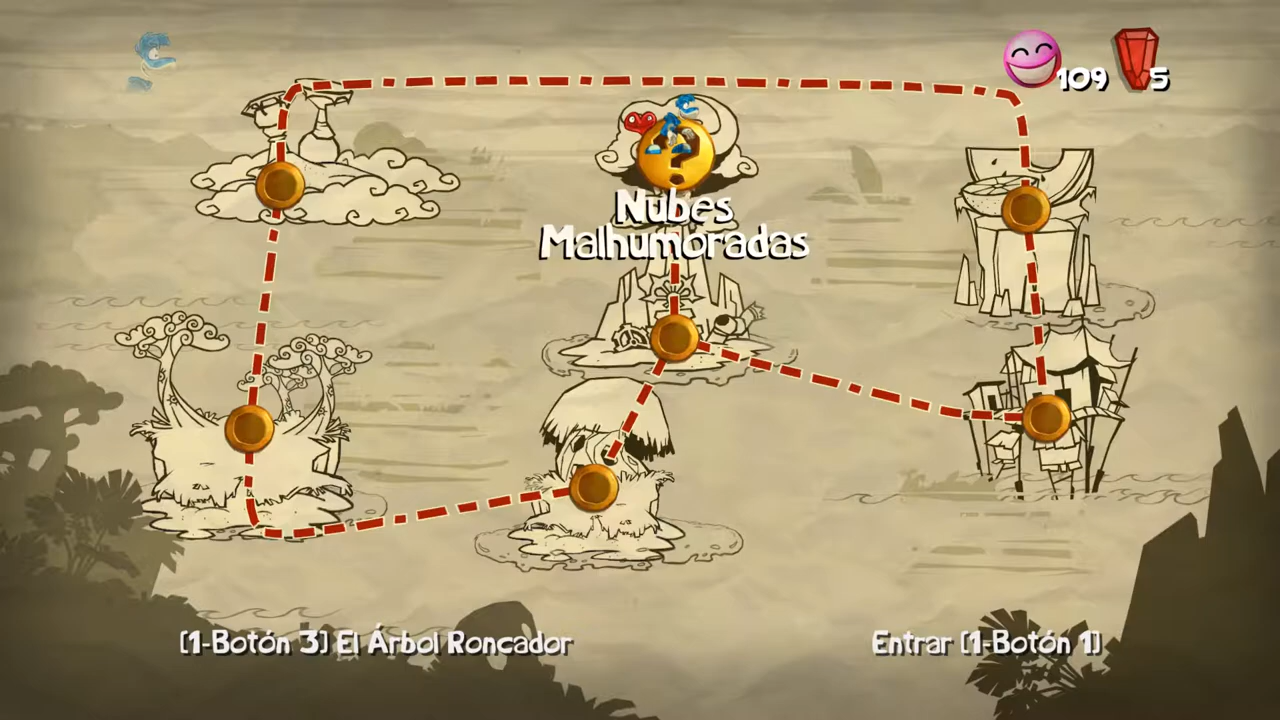 109
5
?
Nubes
Malhumoradas
[1-Botón 3] El Árbol Roncador
Entrar [1-Botón 1]